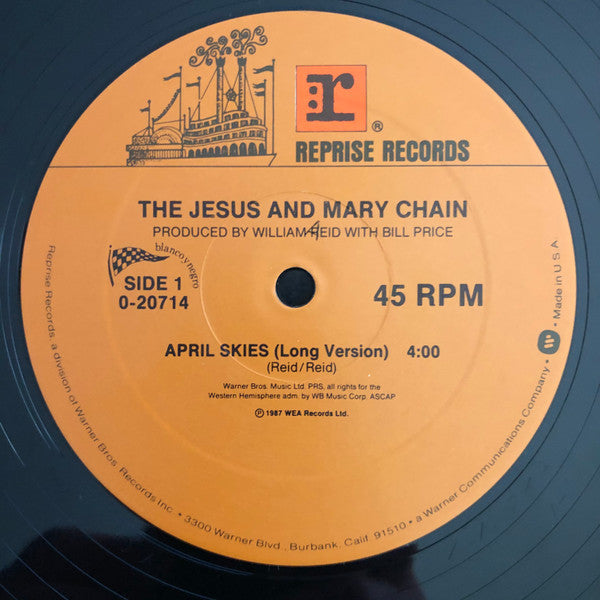 r
®
REPRISE RECORDS
THE JESUS AND MARY CHAIN
PRODUCED BY WILLIAM REID WITH BILL PRICE
blanco y negro
SIDE 1
0-20714
45 RPM
APRIL SKIES (Long Version) 4:00
(Reid/Reid)
Warner Bros. Music Ltd. PRS, all rights for the
Western Hemisphere adm. by WB Music Corp. ASCAP
℗ 1987 WEA Records Ltd.
Reprise Records, a division of Warner Bros. Records Inc. • 3300 Warner Blvd., Burbank, Calif. 91510 • a Warner Communications Company • W • Made in U S A